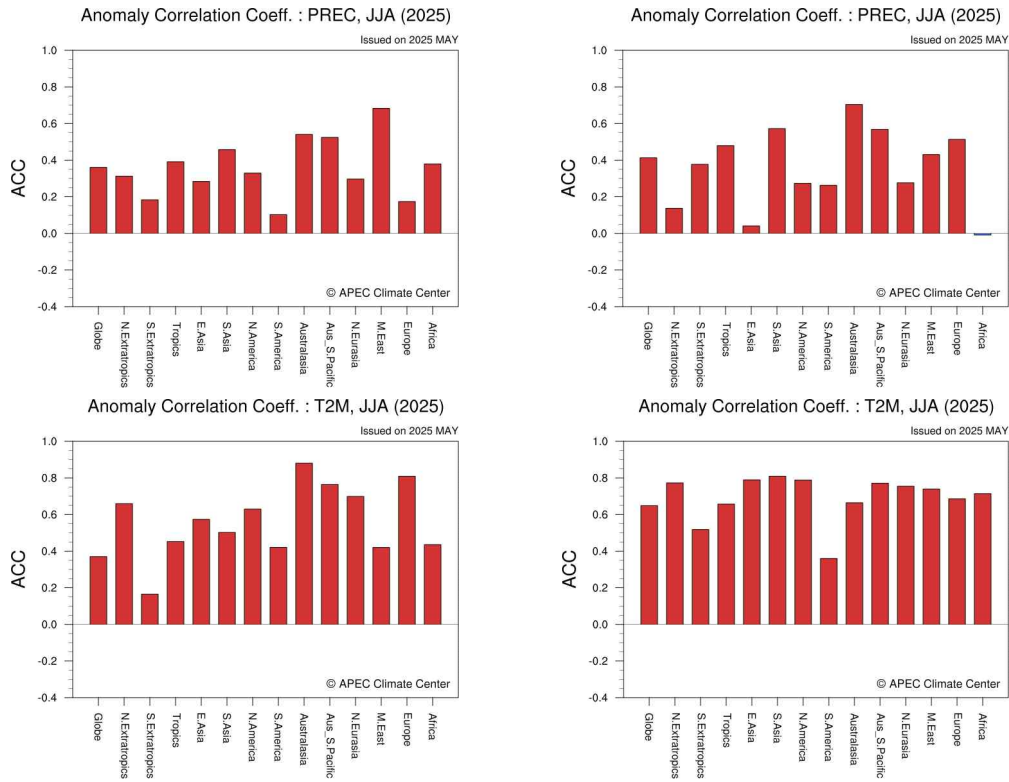 Anomaly Correlation Coeff. : PREC, JJA (2025)
Issued on 2025 MAY
1.0
0.8
0.6
0.4
0.2
0.0
-0.2
-0.4
ACC
© APEC Climate Center
Globe
N.Extratropics
S.Extratropics
Tropics
E.Asia
S.Asia
N.America
S.America
Australasia
Aus_S.Pacific
N.Eurasia
M.East
Europe
Africa
Anomaly Correlation Coeff. : PREC, JJA (2025)
Issued on 2025 MAY
1.0
0.8
0.6
0.4
0.2
0.0
-0.2
-0.4
ACC
© APEC Climate Center
Globe
N.Extratropics
S.Extratropics
Tropics
E.Asia
S.Asia
N.America
S.America
Australasia
Aus_S.Pacific
N.Eurasia
M.East
Europe
Africa
Anomaly Correlation Coeff. : T2M, JJA (2025)
Issued on 2025 MAY
1.0
0.8
0.6
0.4
0.2
0.0
-0.2
-0.4
ACC
© APEC Climate Center
Globe
N.Extratropics
S.Extratropics
Tropics
E.Asia
S.Asia
N.America
S.America
Australasia
Aus_S.Pacific
N.Eurasia
M.East
Europe
Africa
Anomaly Correlation Coeff. : T2M, JJA (2025)
Issued on 2025 MAY
1.0
0.8
0.6
0.4
0.2
0.0
-0.2
-0.4
ACC
© APEC Climate Center
Globe
N.Extratropics
S.Extratropics
Tropics
E.Asia
S.Asia
N.America
S.America
Australasia
Aus_S.Pacific
N.Eurasia
M.East
Europe
Africa